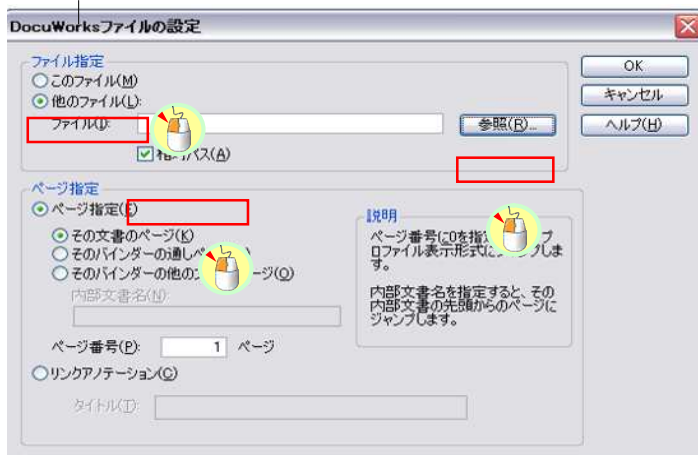 DocuWorksファイルの設定
ファイル指定
このファイル(M)
他のファイル(L):
ファイル(I):
参照(R)...
パス(A)
OK
キャンセル
ヘルプ(H)
ページ指定
ページ指定(E)
その文書のページ(K)
そのバインダーの通し
そのバインダーの他の ージ(O)
内部文書名(N):
ページ番号(P): 1 ページ
リンクアノテーション(C)
タイトル(T):
説明
ページ番号に0を指
ロファイル表示形式に ンプしま
す。
内部文書名を指定すると、その
内部文書の先頭からのページに
ジャンプします。